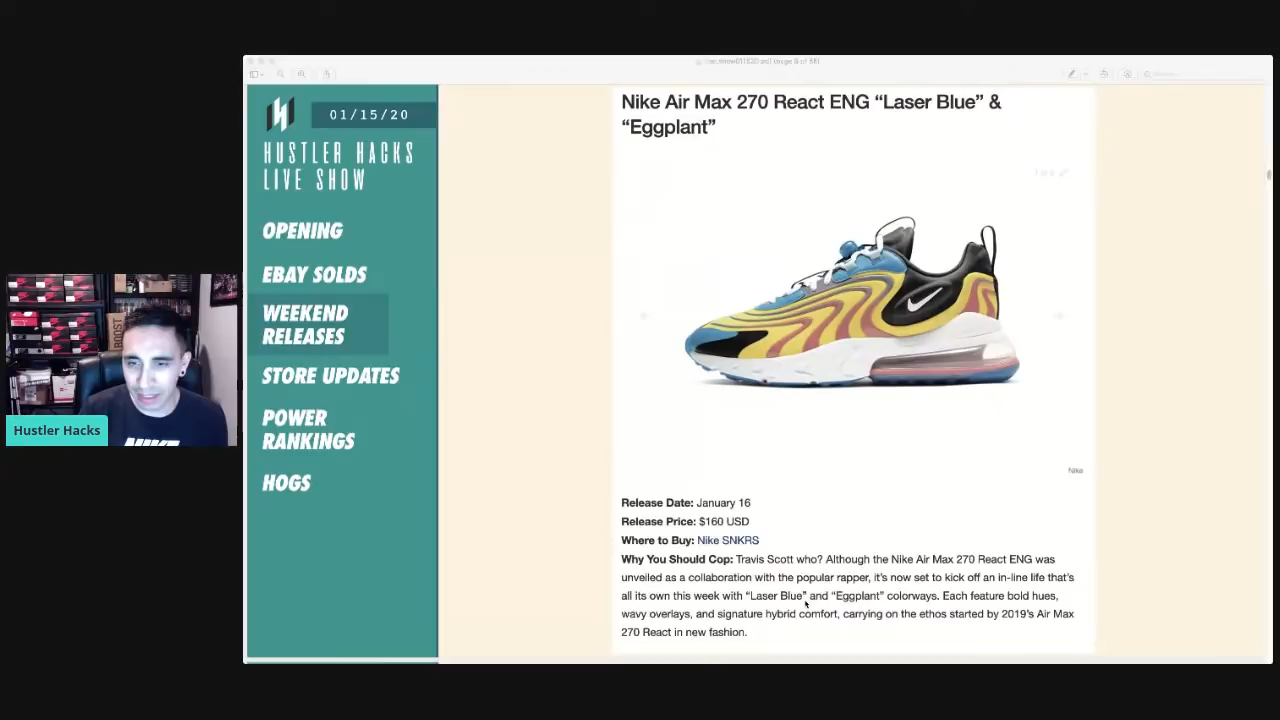 01/15/20
HUSTLER HACKS
LIVE SHOW
OPENING
EBAY SOLDS
WEEKEND
RELEASES
STORE UPDATES
POWER
RANKINGS
HOGS
Hustler Hacks
BOOST
NIKE
Nike Air Max 270 React ENG “Laser Blue” &
“Eggplant”
Nike
Release Date: January 16
Release Price: $160 USD
Where to Buy: Nike SNKRS
Why You Should Cop: Travis Scott who? Although the Nike Air Max 270 React ENG was
unveiled as a collaboration with the popular rapper, it’s now set to kick off an in-line life that’s
all its own this week with “Laser Blue” and “Eggplant” colorways. Each feature bold hues,
wavy overlays, and signature hybrid comfort, carrying on the ethos started by 2019’s Air Max
270 React in new fashion.